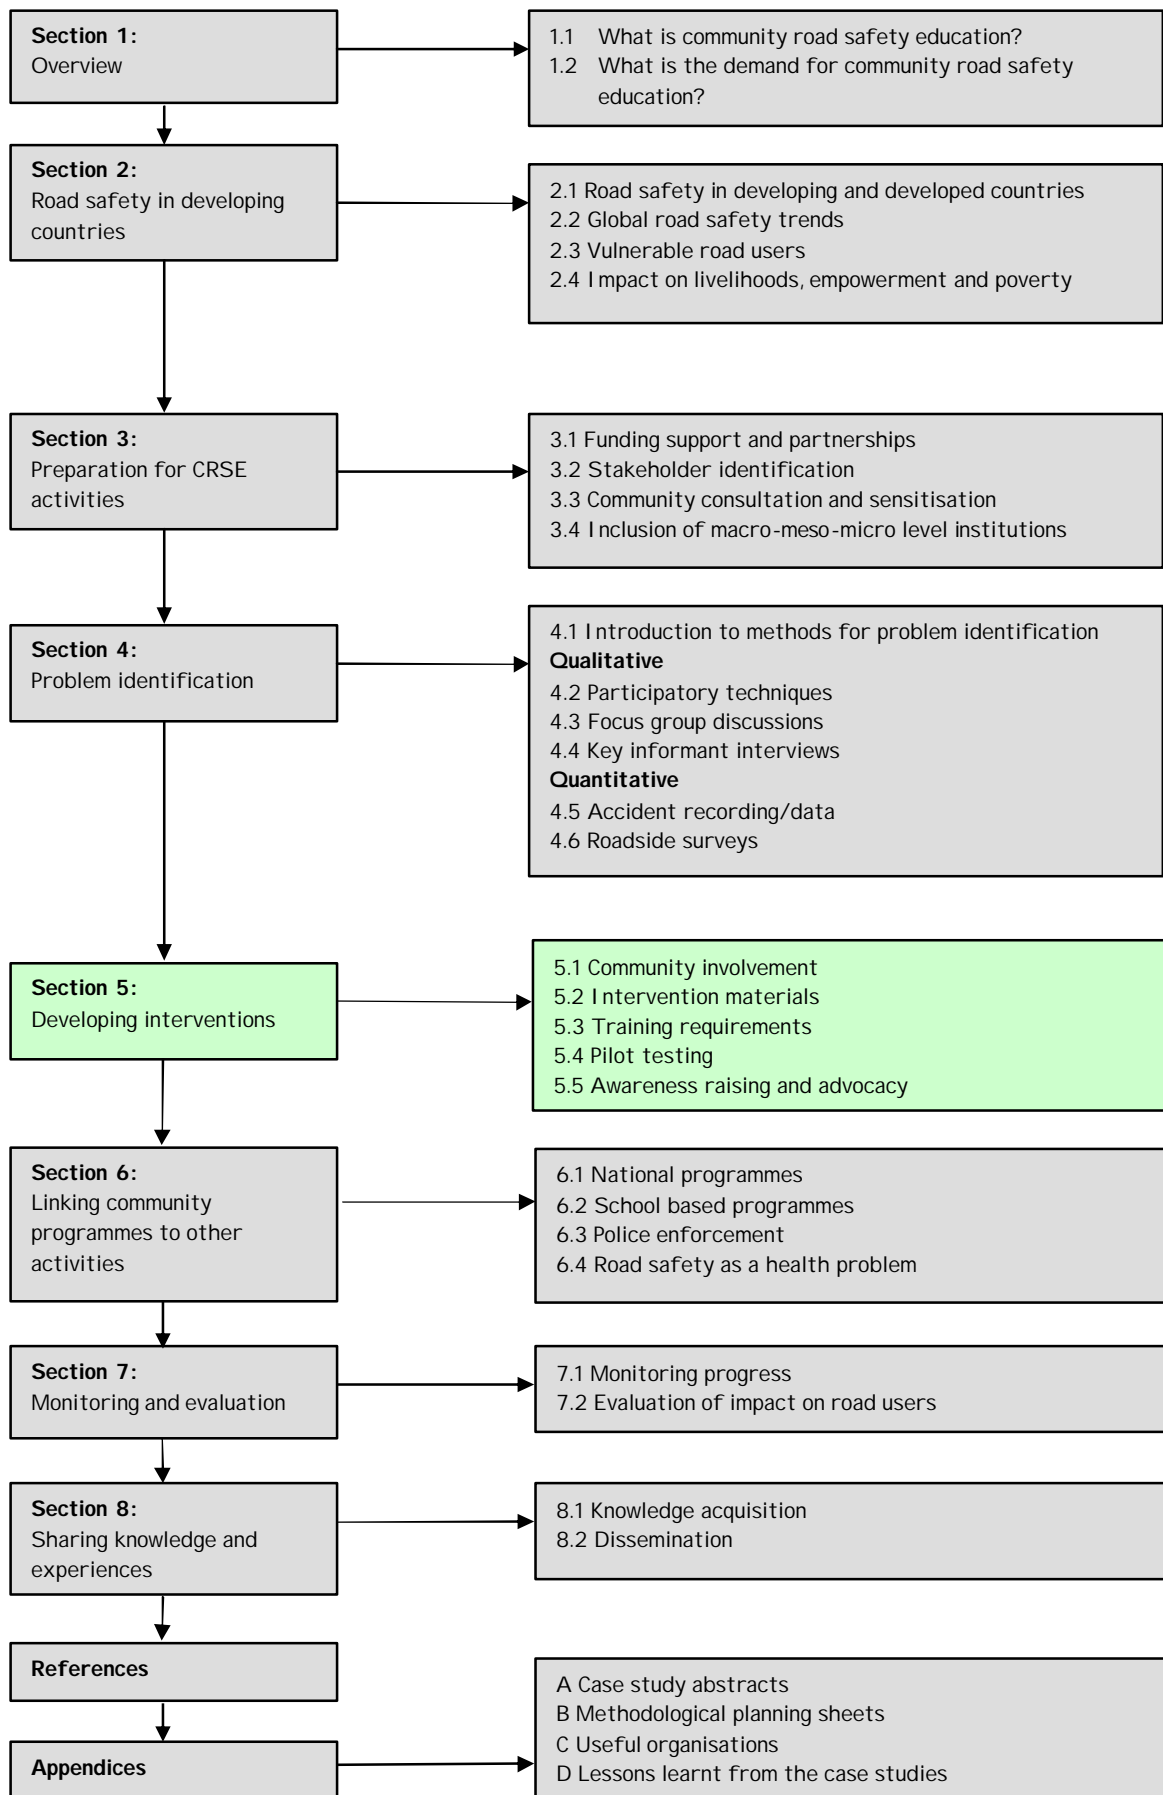 Section 1:
Overview
1.1 What is community road safety education?
1.2 What is the demand for community road safety
education?
Section 2:
Road safety in developing
countries
2.1 Road safety in developing and developed countries
2.2 Global road safety trends
2.3 Vulnerable road users
2.4 Impact on livelihoods, empowerment and poverty
Section 3:
Preparation for CRSE
activities
3.1 Funding support and partnerships
3.2 Stakeholder identification
3.3 Community consultation and sensitisation
3.4 Inclusion of macro-meso-micro level institutions
Section 4:
Problem identification
4.1 Introduction to methods for problem identification
Qualitative
4.2 Participatory techniques
4.3 Focus group discussions
4.4 Key informant interviews
Quantitative
4.5 Accident recording/data
4.6 Roadside surveys
Section 5:
Developing interventions
5.1 Community involvement
5.2 Intervention materials
5.3 Training requirements
5.4 Pilot testing
5.5 Awareness raising and advocacy
Section 6:
Linking community
programmes to other
activities
6.1 National programmes
6.2 School based programmes
6.3 Police enforcement
6.4 Road safety as a health problem
Section 7:
Monitoring and evaluation
7.1 Monitoring progress
7.2 Evaluation of impact on road users
Section 8:
Sharing knowledge and
experiences
8.1 Knowledge acquisition
8.2 Dissemination
References
Appendices
A Case study abstracts
B Methodological planning sheets
C Useful organisations
D Lessons learnt from the case studies